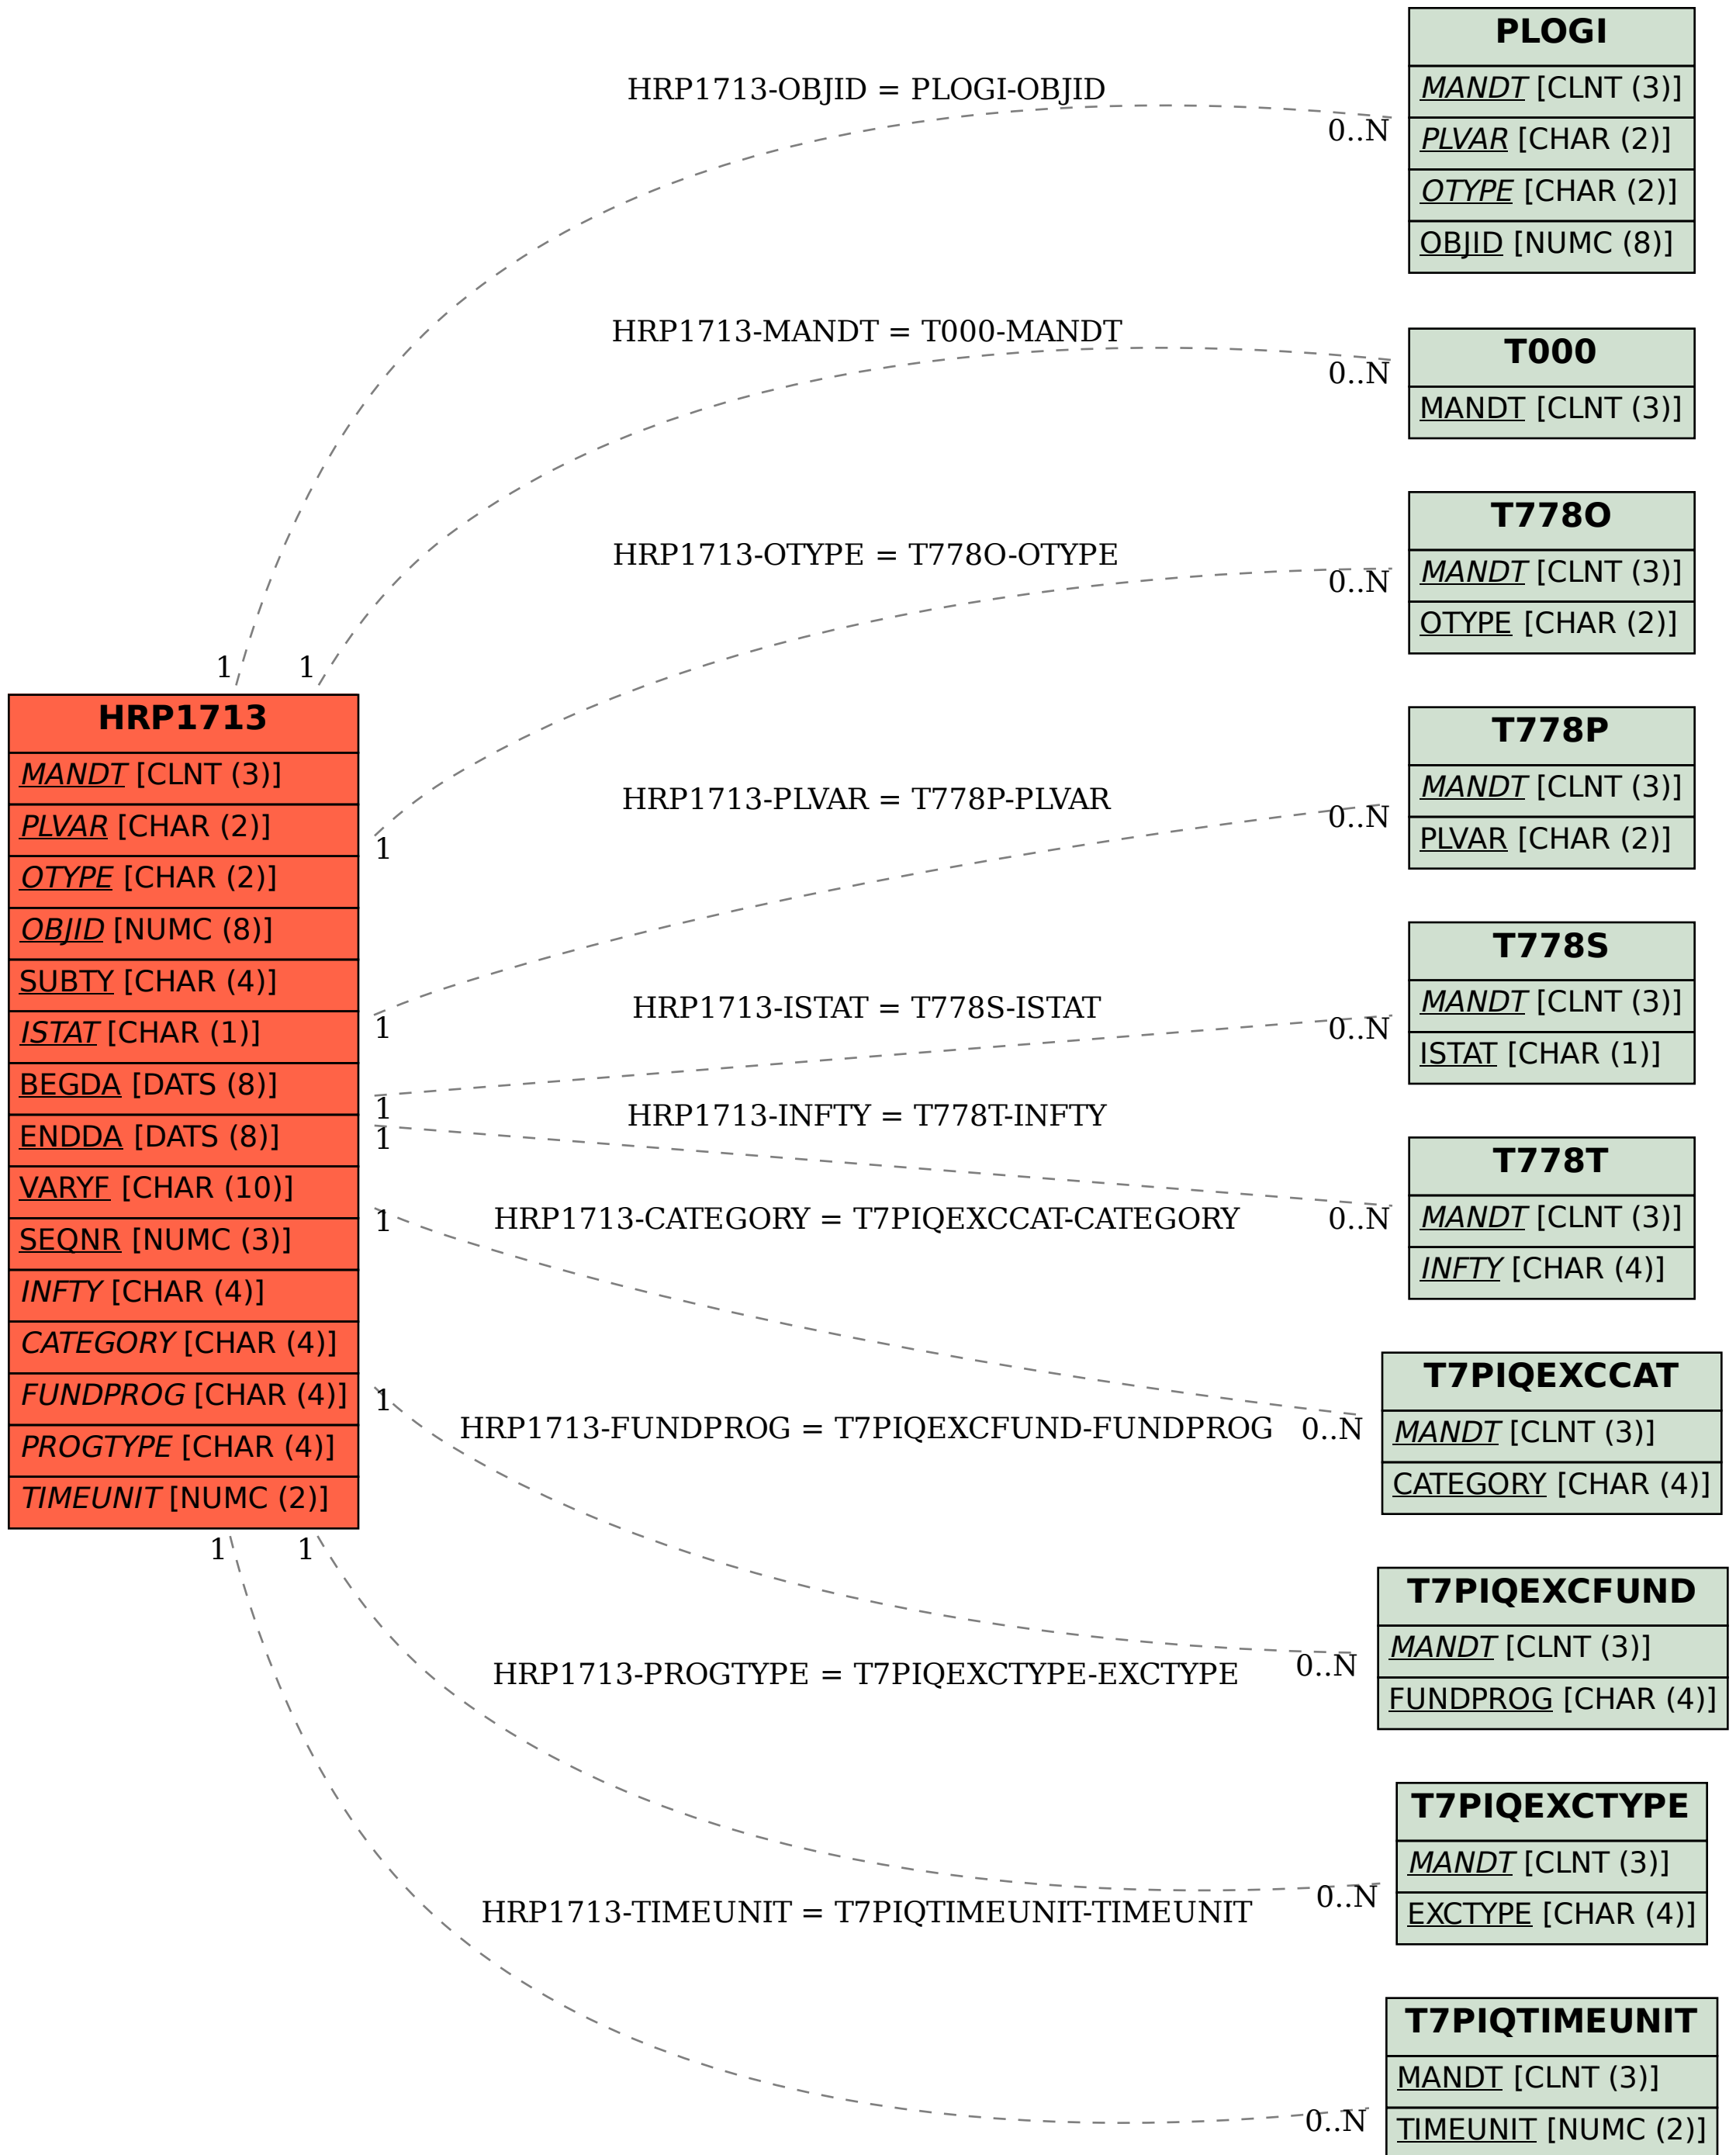 PLOGI
MANDT [CLNT (3)]
PLVAR [CHAR (2)]
OTYPE [CHAR (2)]
OBJID [NUMC (8)]
HRP1713-OBJID = PLOGI-OBJID
0..N
1
T000
MANDT [CLNT (3)]
HRP1713-MANDT = T000-MANDT
0..N
1
T778O
MANDT [CLNT (3)]
OTYPE [CHAR (2)]
HRP1713-OTYPE = T778O-OTYPE
0..N
1
HRP1713
MANDT [CLNT (3)]
PLVAR [CHAR (2)]
OTYPE [CHAR (2)]
OBJID [NUMC (8)]
SUBTY [CHAR (4)]
ISTAT [CHAR (1)]
BEGDA [DATS (8)]
ENDDA [DATS (8)]
VARYF [CHAR (10)]
SEQNR [NUMC (3)]
INFTY [CHAR (4)]
CATEGORY [CHAR (4)]
FUNDPROG [CHAR (4)]
PROGTYPE [CHAR (4)]
TIMEUNIT [NUMC (2)]
T778P
MANDT [CLNT (3)]
PLVAR [CHAR (2)]
HRP1713-PLVAR = T778P-PLVAR
0..N
1
T778S
MANDT [CLNT (3)]
ISTAT [CHAR (1)]
HRP1713-ISTAT = T778S-ISTAT
0..N
1
T778T
MANDT [CLNT (3)]
INFTY [CHAR (4)]
HRP1713-INFTY = T778T-INFTY
0..N
1
T7PIQEXCCAT
MANDT [CLNT (3)]
CATEGORY [CHAR (4)]
HRP1713-CATEGORY = T7PIQEXCCAT-CATEGORY
0..N
1
T7PIQEXCFUND
MANDT [CLNT (3)]
FUNDPROG [CHAR (4)]
HRP1713-FUNDPROG = T7PIQEXCFUND-FUNDPROG
0..N
1
T7PIQEXCTYPE
MANDT [CLNT (3)]
EXCTYPE [CHAR (4)]
HRP1713-PROGTYPE = T7PIQEXCTYPE-EXCTYPE
0..N
1
T7PIQTIMEUNIT
MANDT [CLNT (3)]
TIMEUNIT [NUMC (2)]
HRP1713-TIMEUNIT = T7PIQTIMEUNIT-TIMEUNIT
0..N
1